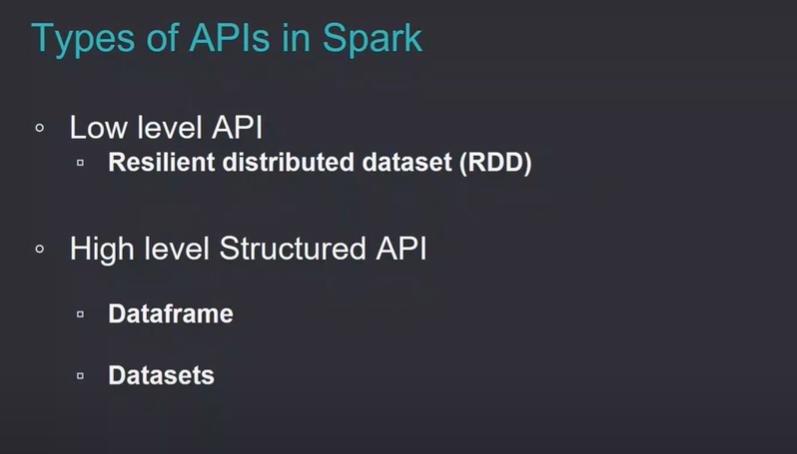 Types of APIs in Spark
Low level API
Resilient distributed dataset (RDD)
High level Structured API
Dataframe
Datasets